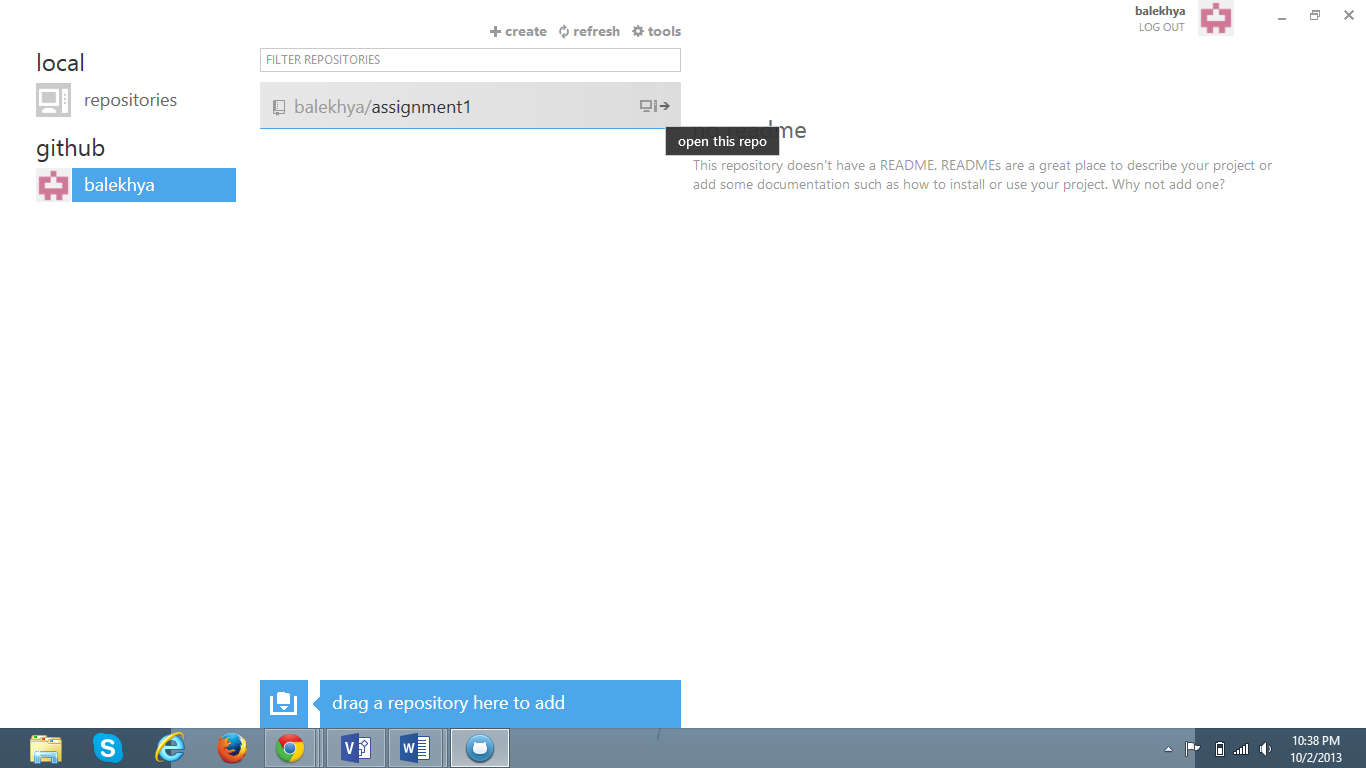 balekhya
LOG OUT
create
refresh
tools
local
repositories
github
balekhya
FILTER REPOSITORIES
balekhya/assignment1
open this repo
readme
This repository doesn't have a README. READMEs are a great place to describe your project or
add some documentation such as how to install or use your project. Why not add one?
drag a repository here to add
10:38 PM
10/2/2013